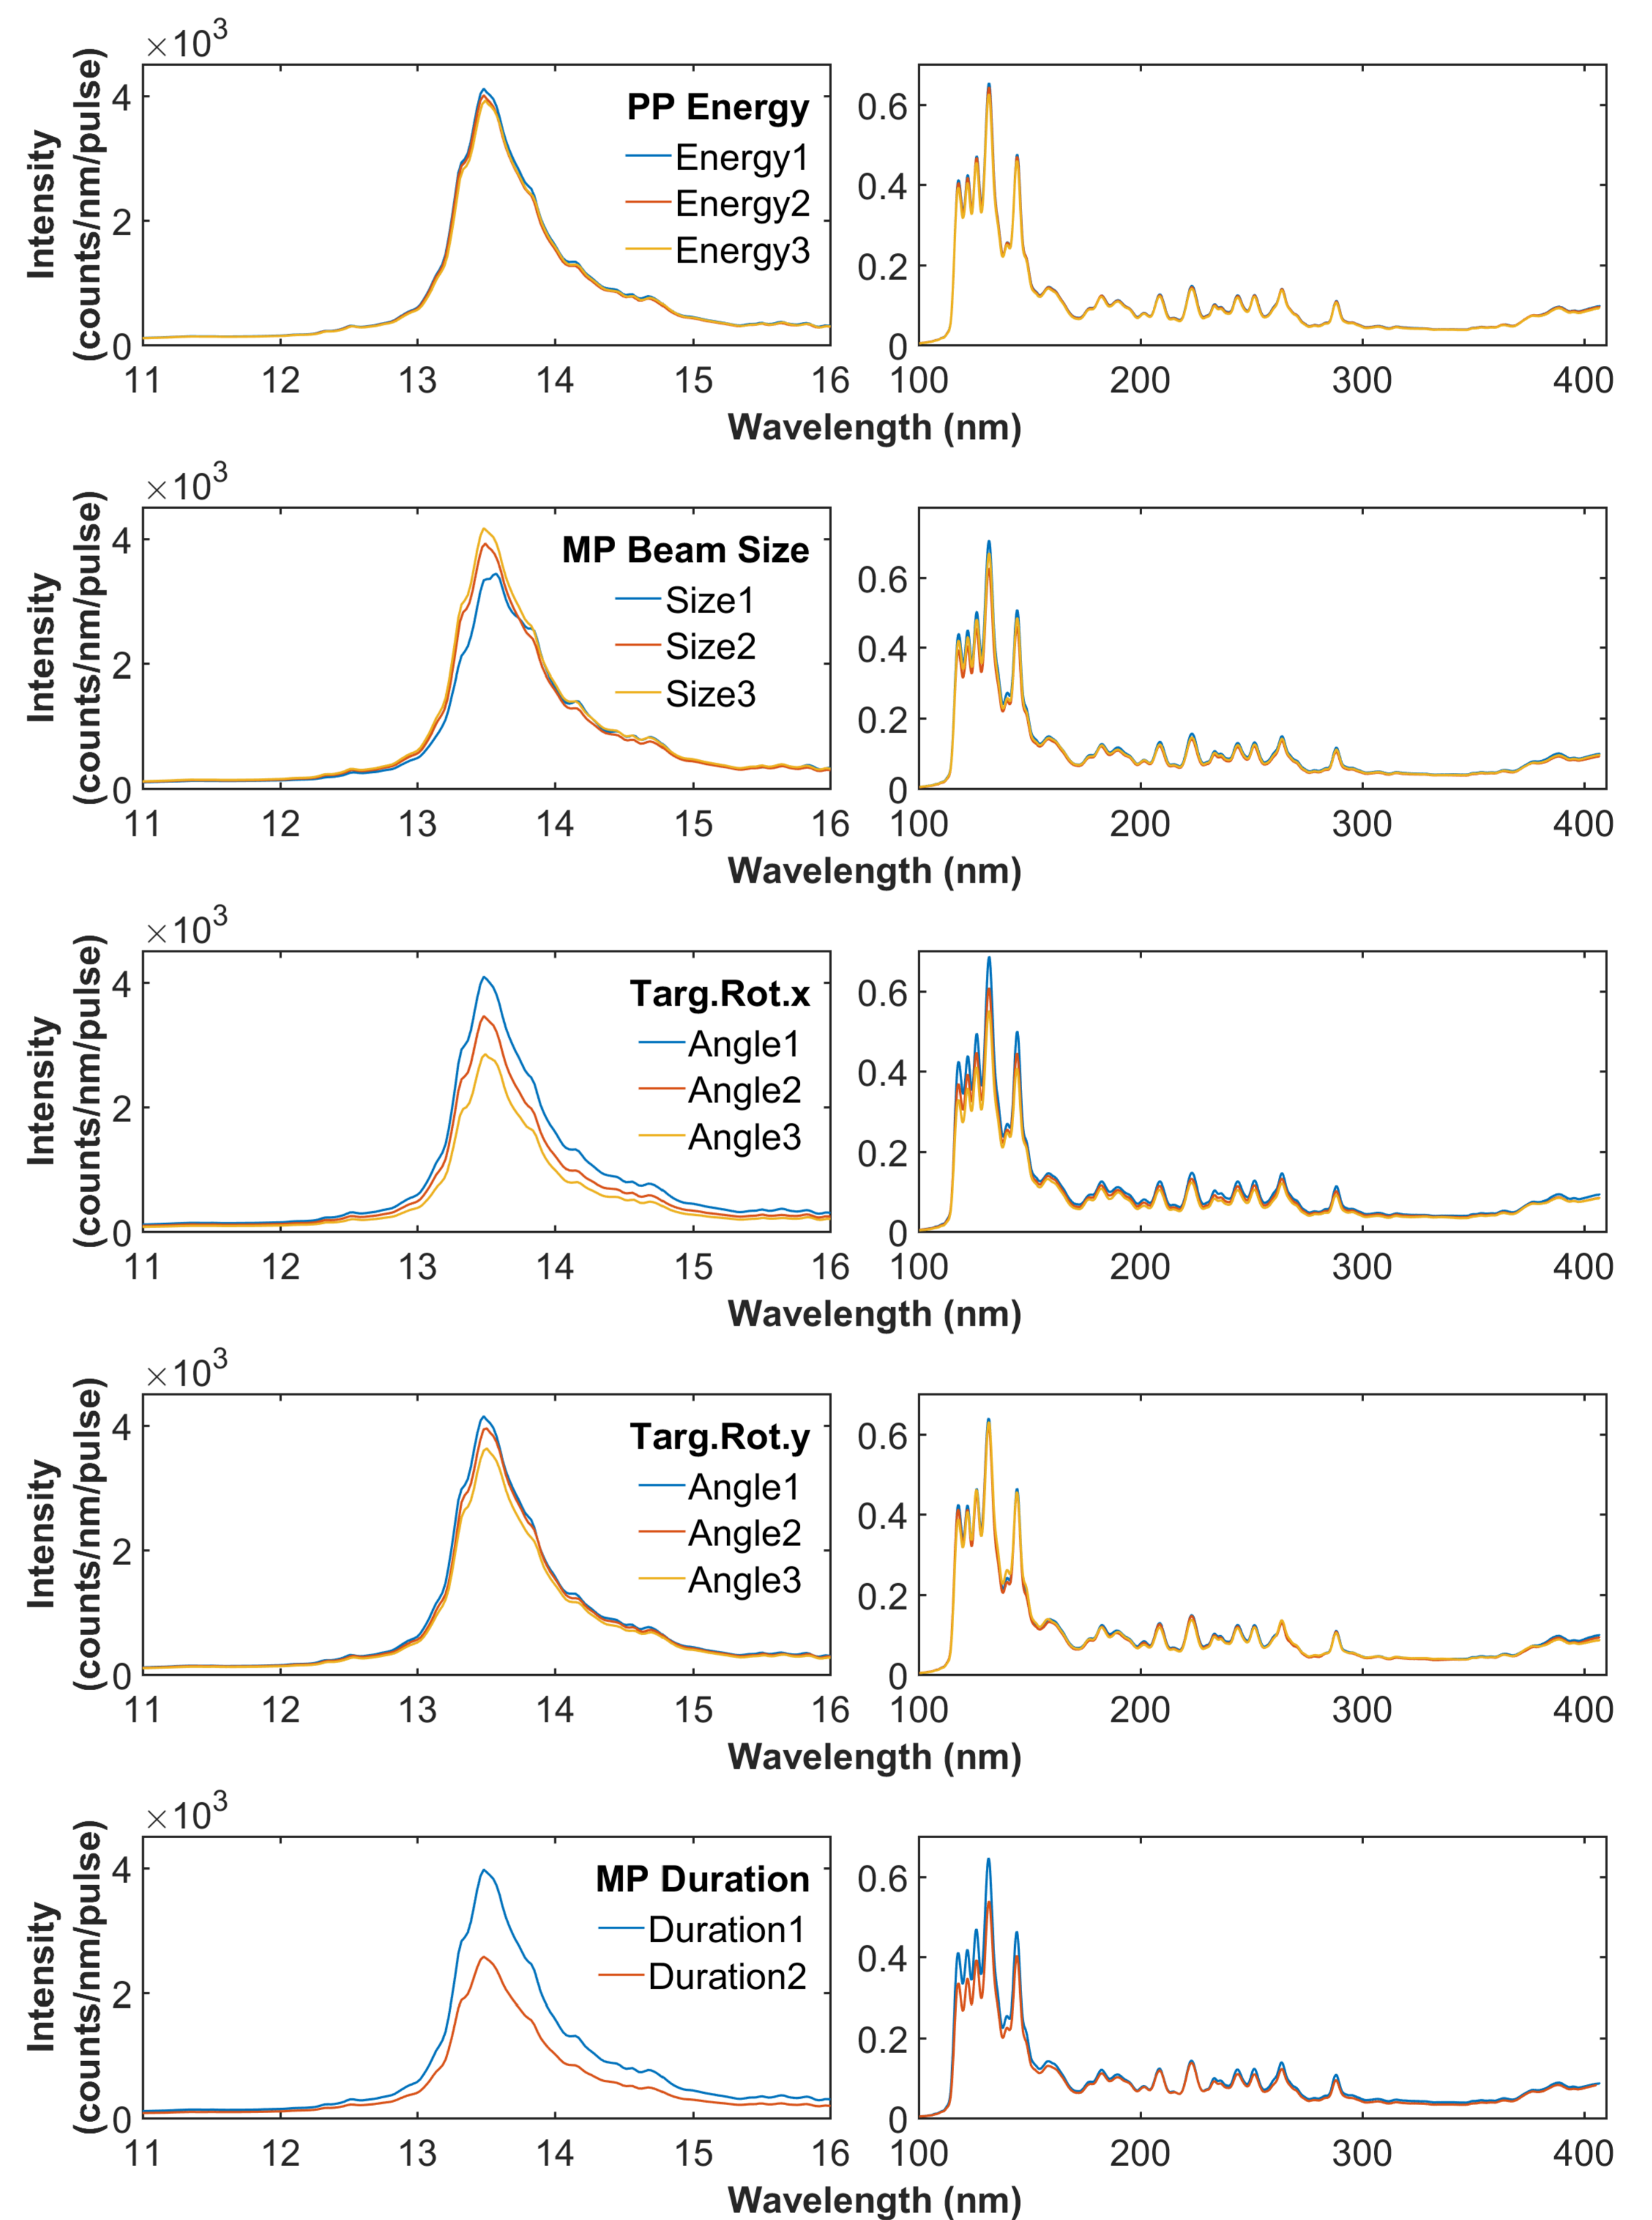 ×10³
Intensity
(counts/nm/pulse)
4
2
0
PP Energy
Energy1
Energy2
Energy3
11 12 13 14 15 16
0.6
0.4
0.2
0
100 200 300 400
Wavelength (nm)
×10³
Intensity
(counts/nm/pulse)
4
2
0
MP Beam Size
Size1
Size2
Size3
11 12 13 14 15 16
0.6
0.4
0.2
0
100 200 300 400
Wavelength (nm)
×10³
Intensity
(counts/nm/pulse)
4
2
0
Targ.Rot.x
Angle1
Angle2
Angle3
11 12 13 14 15 16
0.6
0.4
0.2
0
100 200 300 400
Wavelength (nm)
×10³
Intensity
(counts/nm/pulse)
4
2
0
Targ.Rot.y
Angle1
Angle2
Angle3
11 12 13 14 15 16
0.6
0.4
0.2
0
100 200 300 400
Wavelength (nm)
×10³
Intensity
(counts/nm/pulse)
4
2
0
MP Duration
Duration1
Duration2
11 12 13 14 15 16
0.6
0.4
0.2
0
100 200 300 400
Wavelength (nm)